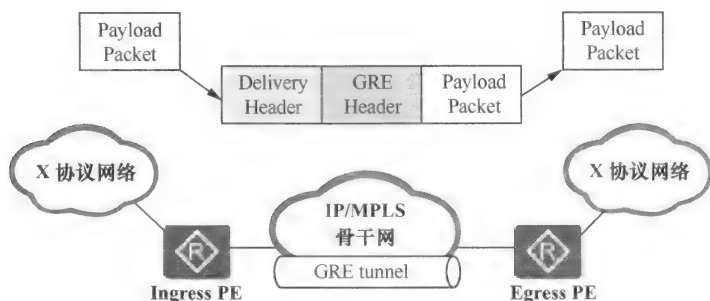 Payload
Packet
Payload
Packet
Delivery
Header
GRE
Header
Payload
Packet
X 协议网络
X 协议网络
IP/MPLS
骨干网
GRE tunnel
R
R
Ingress PE
Egress PE